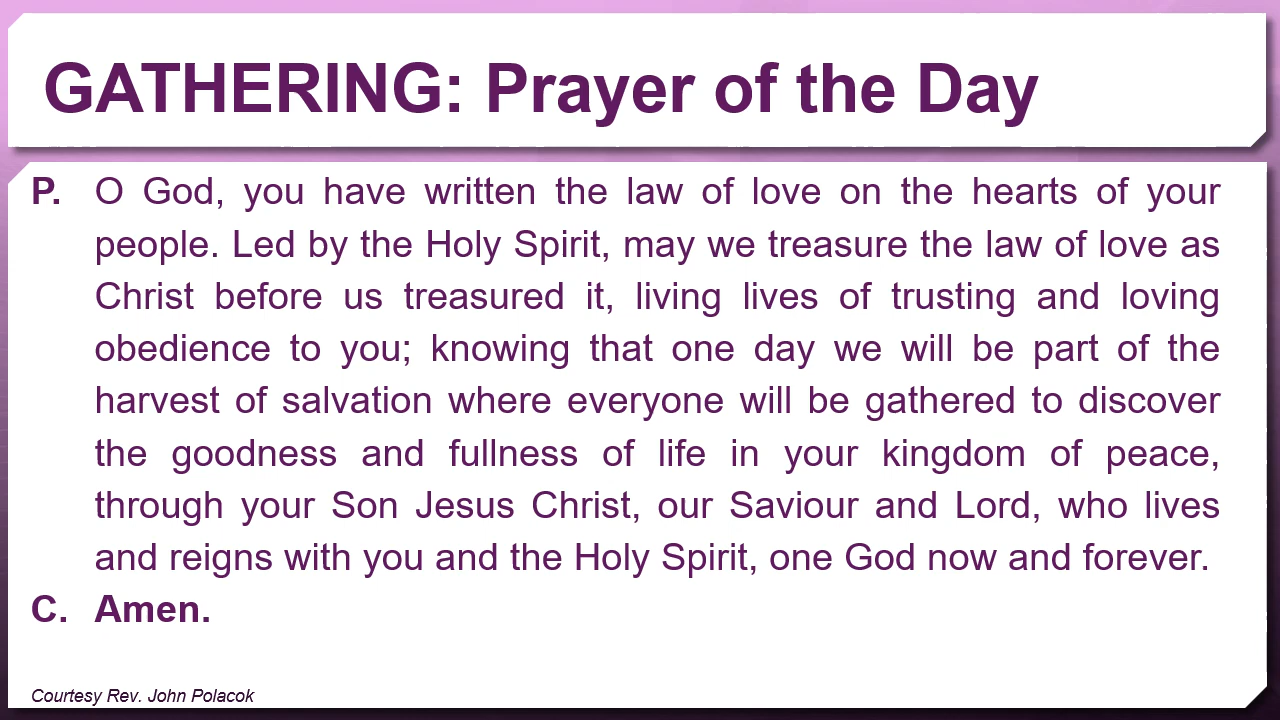 GATHERING: Prayer of the Day
P. O God, you have written the law of love on the hearts of your
people. Led by the Holy Spirit, may we treasure the law of love as
Christ before us treasured it, living lives of trusting and loving
obedience to you; knowing that one day we will be part of the
harvest of salvation where everyone will be gathered to discover
the goodness and fullness of life in your kingdom of peace,
through your Son Jesus Christ, our Saviour and Lord, who lives
and reigns with you and the Holy Spirit, one God now and forever.
C. Amen.
Courtesy Rev. John Polacok